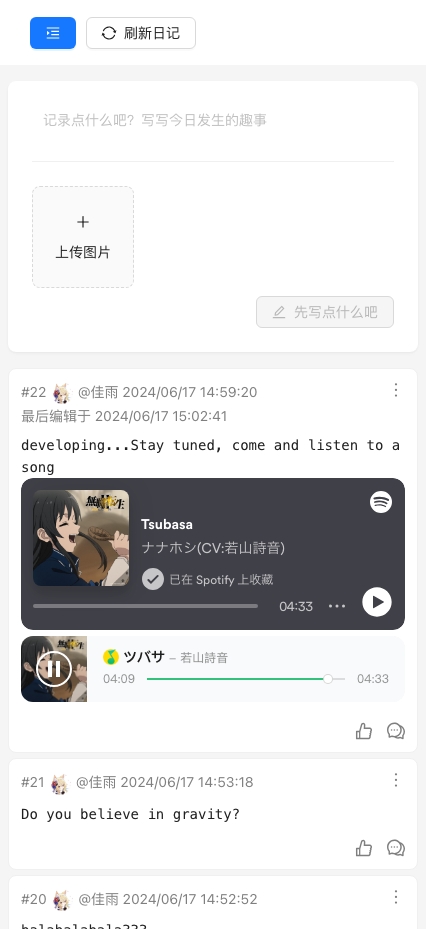 刷新日记
记录点什么吧？写写今日发生的趣事
上传图片
先写点什么吧
#22 @佳雨 2024/06/17 14:59:20
最后编辑于 2024/06/17 15:02:41
developing...Stay tuned, come and listen to a
song
Tsubasa
ナナホシ(CV:若山詩音)
已在 Spotify 上收藏
04:33
ツバサ – 若山詩音
04:09 04:33
#21 @佳雨 2024/06/17 14:53:18
Do you believe in gravity?
#20 @佳雨 2024/06/17 14:52:52